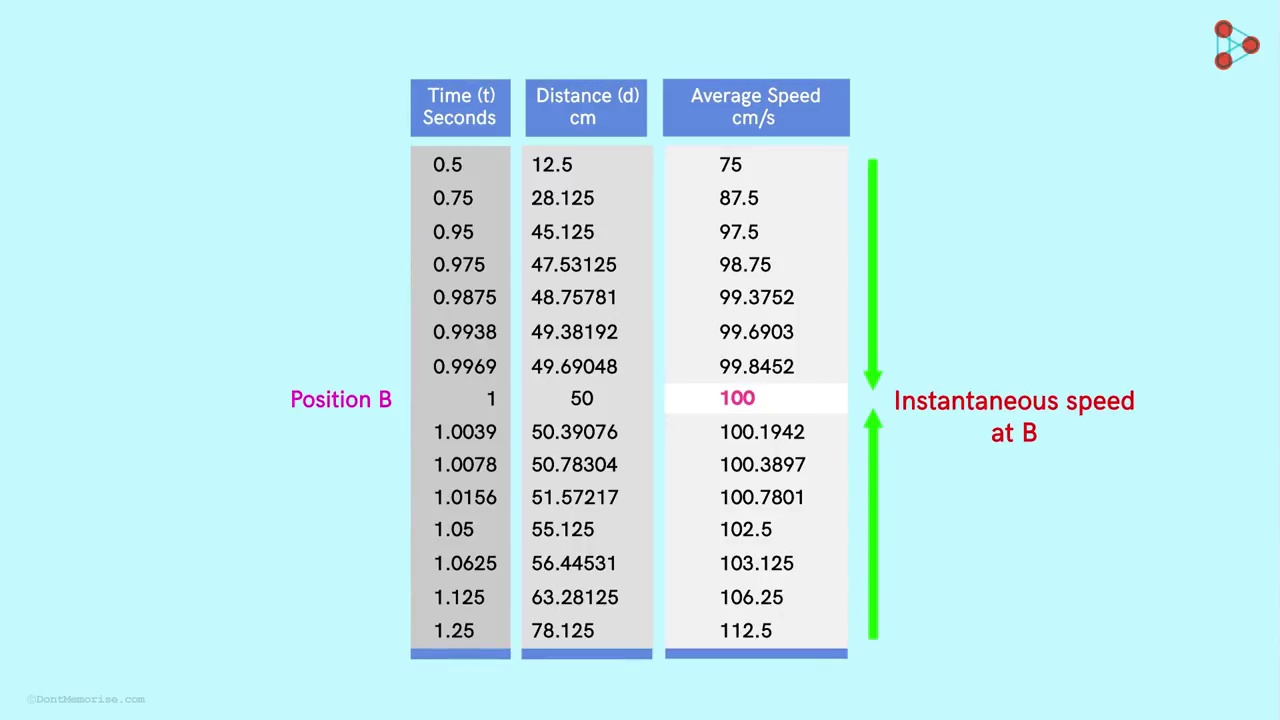 Time (t) Distance (d) Average Speed
Seconds cm cm/s
0.5 12.5 75
0.75 28.125 87.5
0.95 45.125 97.5
0.975 47.53125 98.75
0.9875 48.75781 99.3752
0.9938 49.38192 99.6903
0.9969 49.69048 99.8452
Position B 1 50 100 Instantaneous speed
at B
1.0039 50.39076 100.1942
1.0078 50.78304 100.3897
1.0156 51.57217 100.7801
1.05 55.125 102.5
1.0625 56.44531 103.125
1.125 63.28125 106.25
1.25 78.125 112.5
©DontMemorise.com